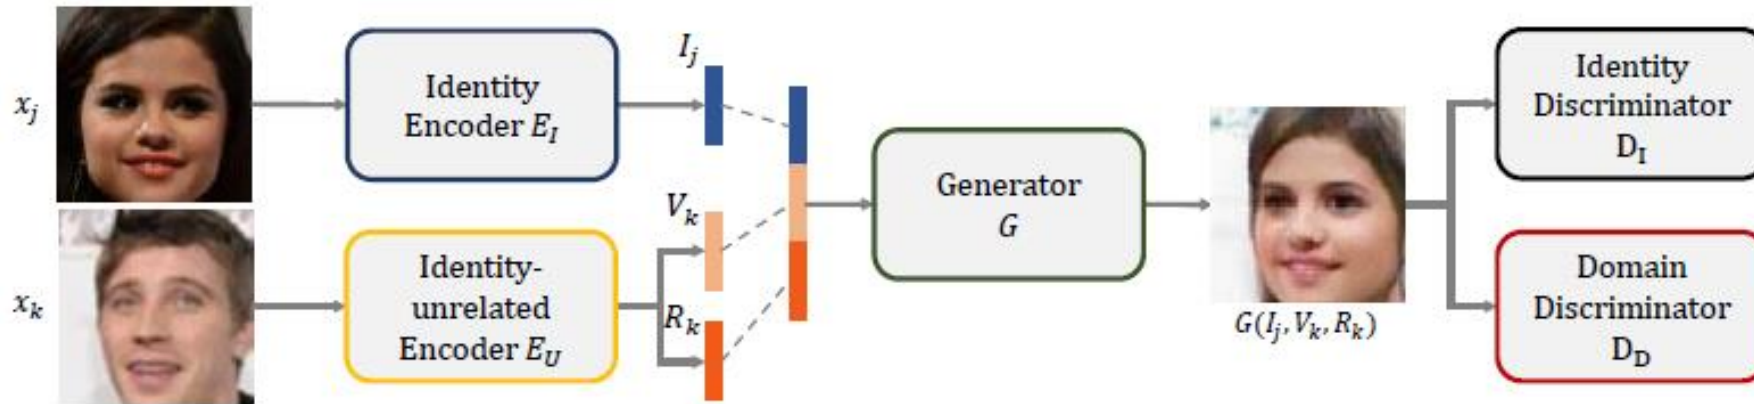 x_j
Identity
Encoder E_I
I_j
x_k
Identity-
unrelated
Encoder E_U
V_k
R_k
Generator
G
G(I_j, V_k, R_k)
Identity
Discriminator
D_I
Domain
Discriminator
D_D